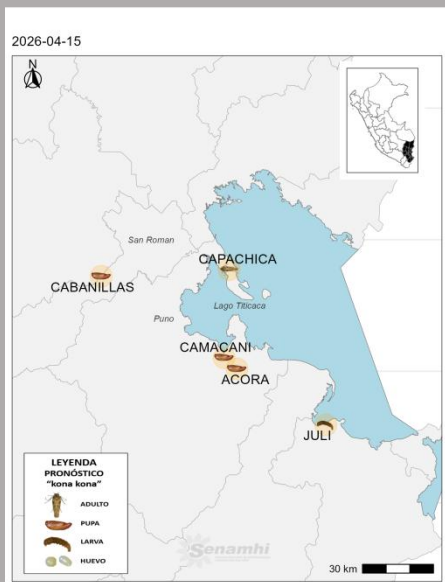 2026-04-15
N
San Roman
CAPACHICA
CABANILLAS
Lago Titicaca
Puno
CAMACANI
ACORA
JULI
LEYENDA
PRONÓSTICO
"kona kona"
ADULTO
PUPA
LARVA
HUEVO
Senamhi
30 km